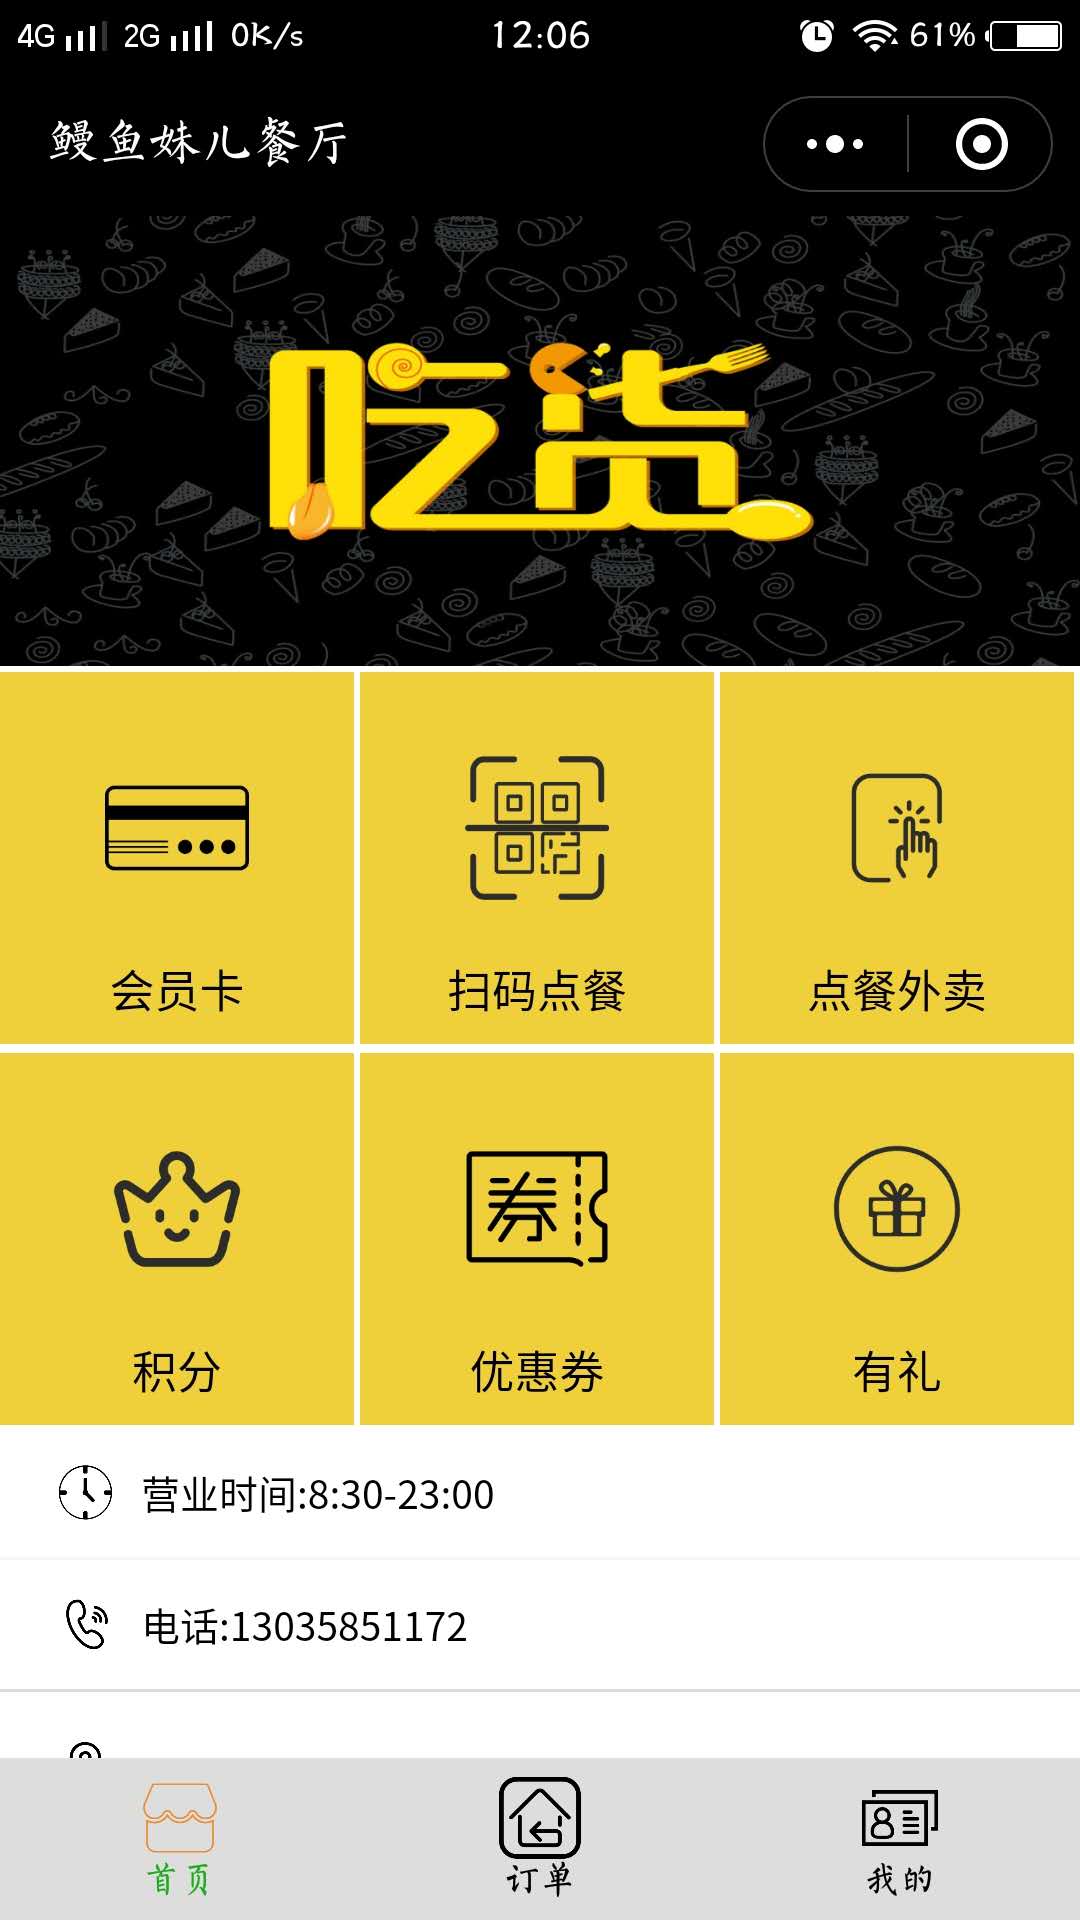 4G 2G 0K/s 12:06 61%
鳗鱼妹儿餐厅
吃货
会员卡 扫码点餐 点餐外卖
券
积分 优惠券 有礼
营业时间:8:30-23:00
电话:13035851172
首页 订单 我的